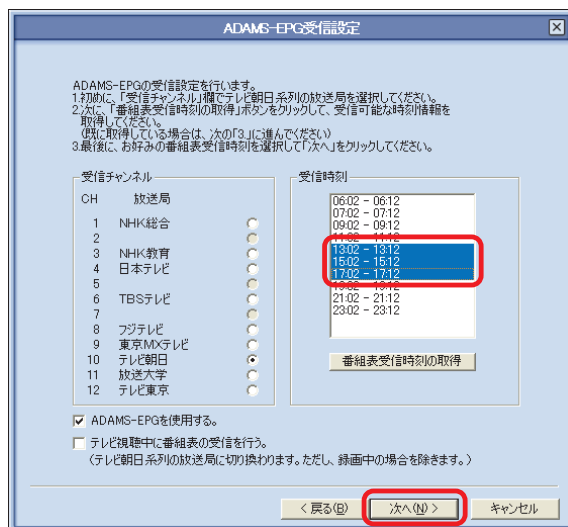 ADAMS-EPG受信設定
ADAMS-EPGの受信設定を行います。
1.初めに、「受信チャンネル」欄でテレビ朝日系列の放送局を選択してください。
2.次に、「番組表受信時刻の取得」ボタンをクリックして、受信可能な時刻情報を
取得してください。
(既に取得している場合は、次の「3.」に進んでください)
3.最後に、お好みの番組表受信時刻を選択して「次へ」をクリックしてください。
受信チャンネル
CH 放送局
1 NHK総合
2
3 NHK教育
4 日本テレビ
5
6 TBSテレビ
7
8 フジテレビ
9 東京MXテレビ
10 テレビ朝日
11 放送大学
12 テレビ東京
受信時刻
06:02 - 06:12
07:02 - 07:12
09:02 - 09:12
11:02 - 11:12
13:02 - 13:12
15:02 - 15:12
17:02 - 17:12
19:02 - 19:12
21:02 - 21:12
23:02 - 23:12
番組表受信時刻の取得
ADAMS-EPGを使用する。
テレビ視聴中に番組表の受信を行う。
(テレビ朝日系列の放送局に切り換わります。ただし、録画中の場合を除きます。)
< 戻る(B)
次へ(N) >
キャンセル